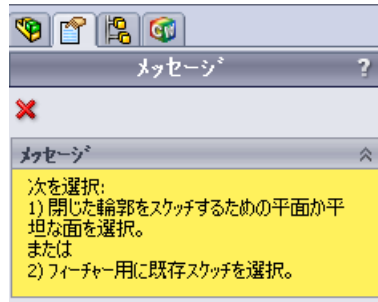 メッセージ
?
メッセージ
次を選択:
1) 閉じた輪郭をスケッチするための平面か平
坦な面を選択。
または
2) フィーチャー用に既存スケッチを選択。